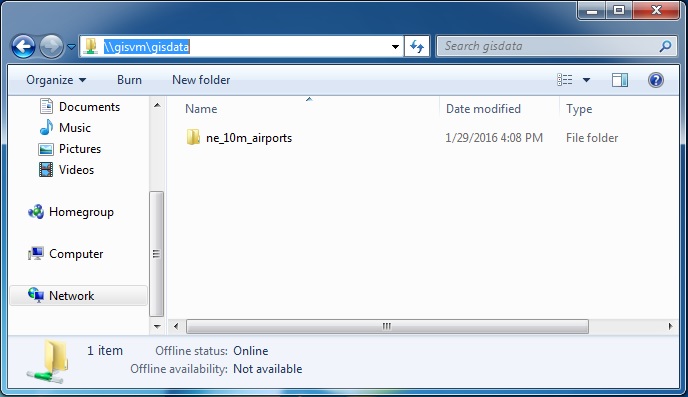 \\gisvm\gisdata
Search gisdata
Organize Burn New folder
Documents
Music
Pictures
Videos
Homegroup
Computer
Network
Name Date modified Type
ne_10m_airports 1/29/2016 4:08 PM File folder
1 item Offline status: Online
Offline availability: Not available